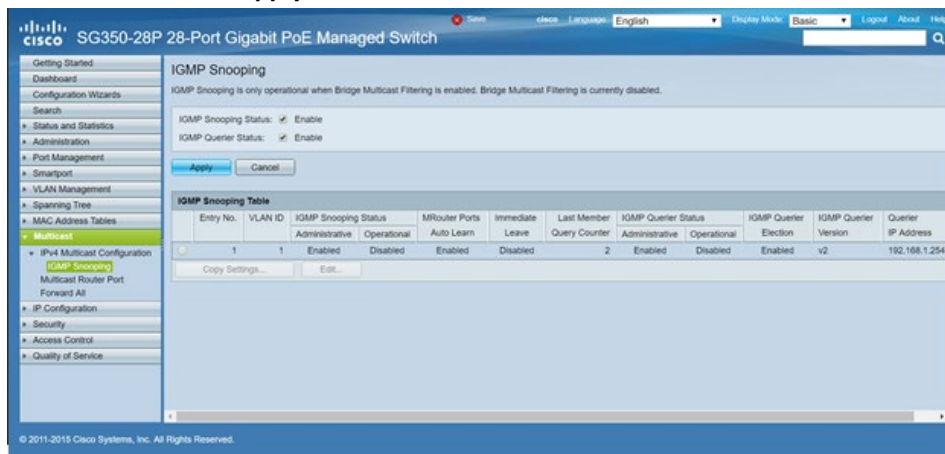 Save cisco Language: English Display Mode: Basic Logout About Help
cisco SG350-28P 28-Port Gigabit PoE Managed Switch
Getting Started
Dashboard
Configuration Wizards
Search
Status and Statistics
Administration
Port Management
Smartport
VLAN Management
Spanning Tree
MAC Address Tables
Multicast
IPv4 Multicast Configuration
IGMP Snooping
Multicast Router Port
Forward All
IP Configuration
Security
Access Control
Quality of Service
IGMP Snooping
IGMP Snooping is only operational when Bridge Multicast Filtering is enabled. Bridge Multicast Filtering is currently disabled.
IGMP Snooping Status: Enable
IGMP Querier Status: Enable
Apply Cancel
IGMP Snooping Table
Entry No. VLAN ID IGMP Snooping Status MRouter Ports Immediate Last Member IGMP Querier Status IGMP Querier IGMP Querier Querier
Administrative Operational Auto Learn Leave Query Counter Administrative Operational Election Version IP Address
1 1 Enabled Disabled Enabled Disabled 2 Enabled Disabled Enabled v2 192.168.1.254
Copy Settings... Edit...
© 2011-2015 Cisco Systems, Inc. All Rights Reserved.